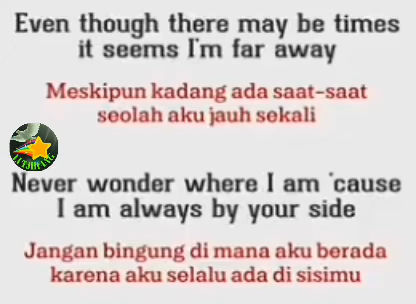 Even though there may be times
it seems I'm far away
Meskipun kadang ada saat-saat
seolah aku jauh sekali
Never wonder where I am 'cause
I am always by your side
Jangan bingung di mana aku berada
karena aku selalu ada di sisimu